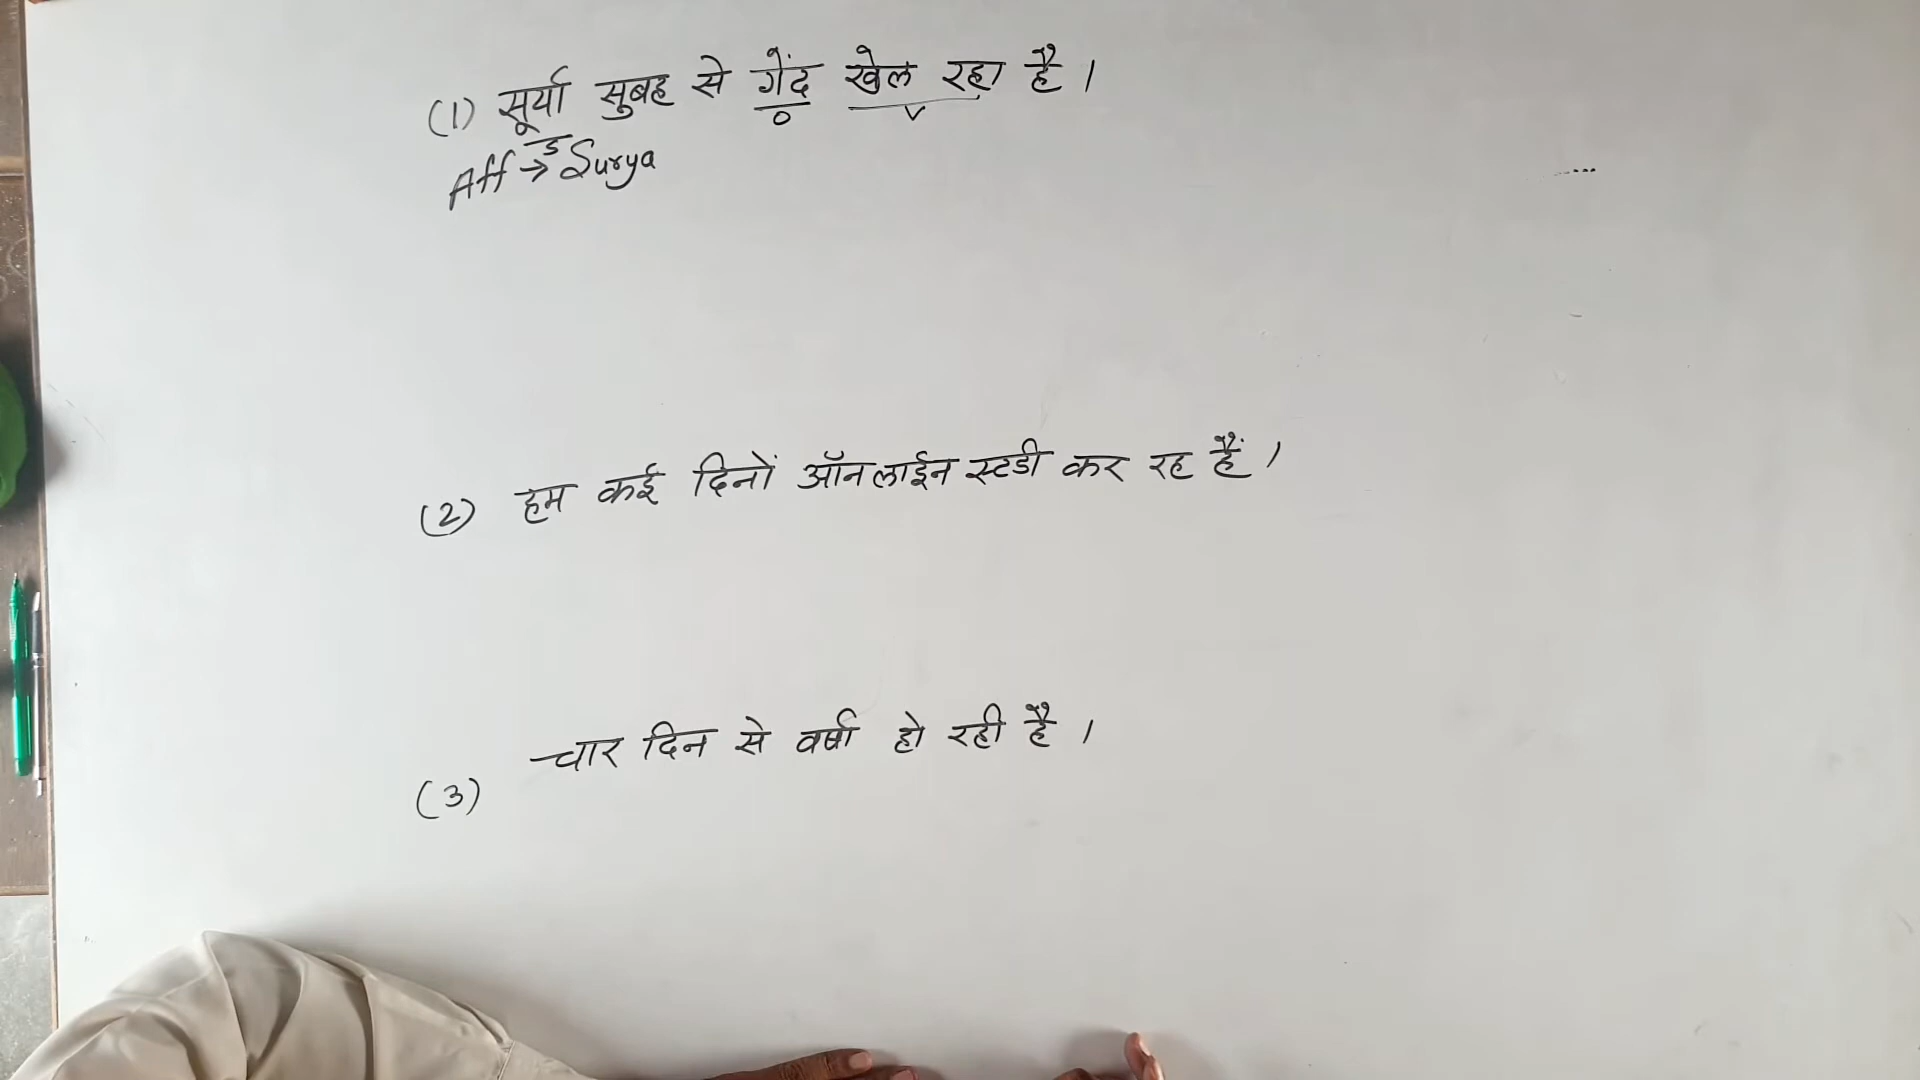 (1) सूर्या सुबह से गेंद खेल रहा है ।
S O V
Aff → Surya
(2) हम कई दिनों ऑनलाईन स्टडी कर रह हैं ।
(3) चार दिन से वर्षा हो रही है ।